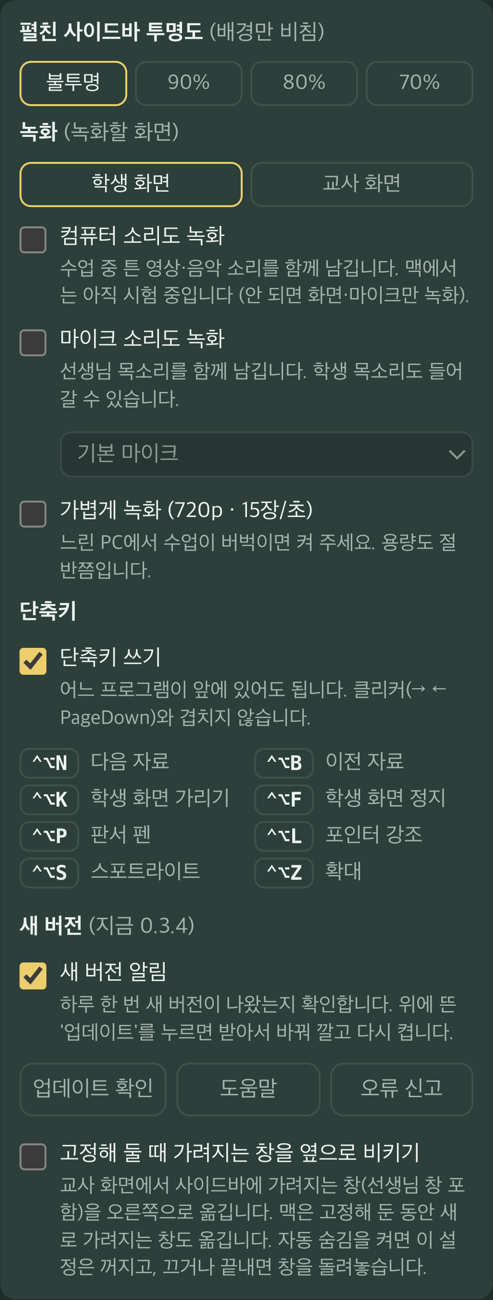 펼친 사이드바 투명도 (배경만 비침)
불투명 90% 80% 70%
녹화 (녹화할 화면)
학생 화면 교사 화면
컴퓨터 소리도 녹화
수업 중 튼 영상·음악 소리를 함께 남깁니다. 맥에서
는 아직 시험 중입니다 (안 되면 화면·마이크만 녹화).
마이크 소리도 녹화
선생님 목소리를 함께 남깁니다. 학생 목소리도 들어
갈 수 있습니다.
기본 마이크
가볍게 녹화 (720p · 15장/초)
느린 PC에서 수업이 버벅이면 켜 주세요. 용량도 절
반쯤입니다.
단축키
단축키 쓰기
어느 프로그램이 앞에 있어도 됩니다. 클리커(→ ←
PageDown)와 겹치지 않습니다.
^⌥N 다음 자료 ^⌥B 이전 자료
^⌥K 학생 화면 가리기 ^⌥F 학생 화면 정지
^⌥P 판서 펜 ^⌥L 포인터 강조
^⌥S 스포트라이트 ^⌥Z 확대
새 버전 (지금 0.3.4)
새 버전 알림
하루 한 번 새 버전이 나왔는지 확인합니다. 위에 뜬
'업데이트'를 누르면 받아서 바꿔 깔고 다시 켭니다.
업데이트 확인 도움말 오류 신고
고정해 둘 때 가려지는 창을 옆으로 비키기
교사 화면에서 사이드바에 가려지는 창(선생님 창 포
함)을 오른쪽으로 옮깁니다. 맥은 고정해 둔 동안 새
로 가려지는 창도 옮깁니다. 자동 숨김을 켜면 이 설
정은 꺼지고, 끄거나 끝내면 창을 돌려놓습니다.